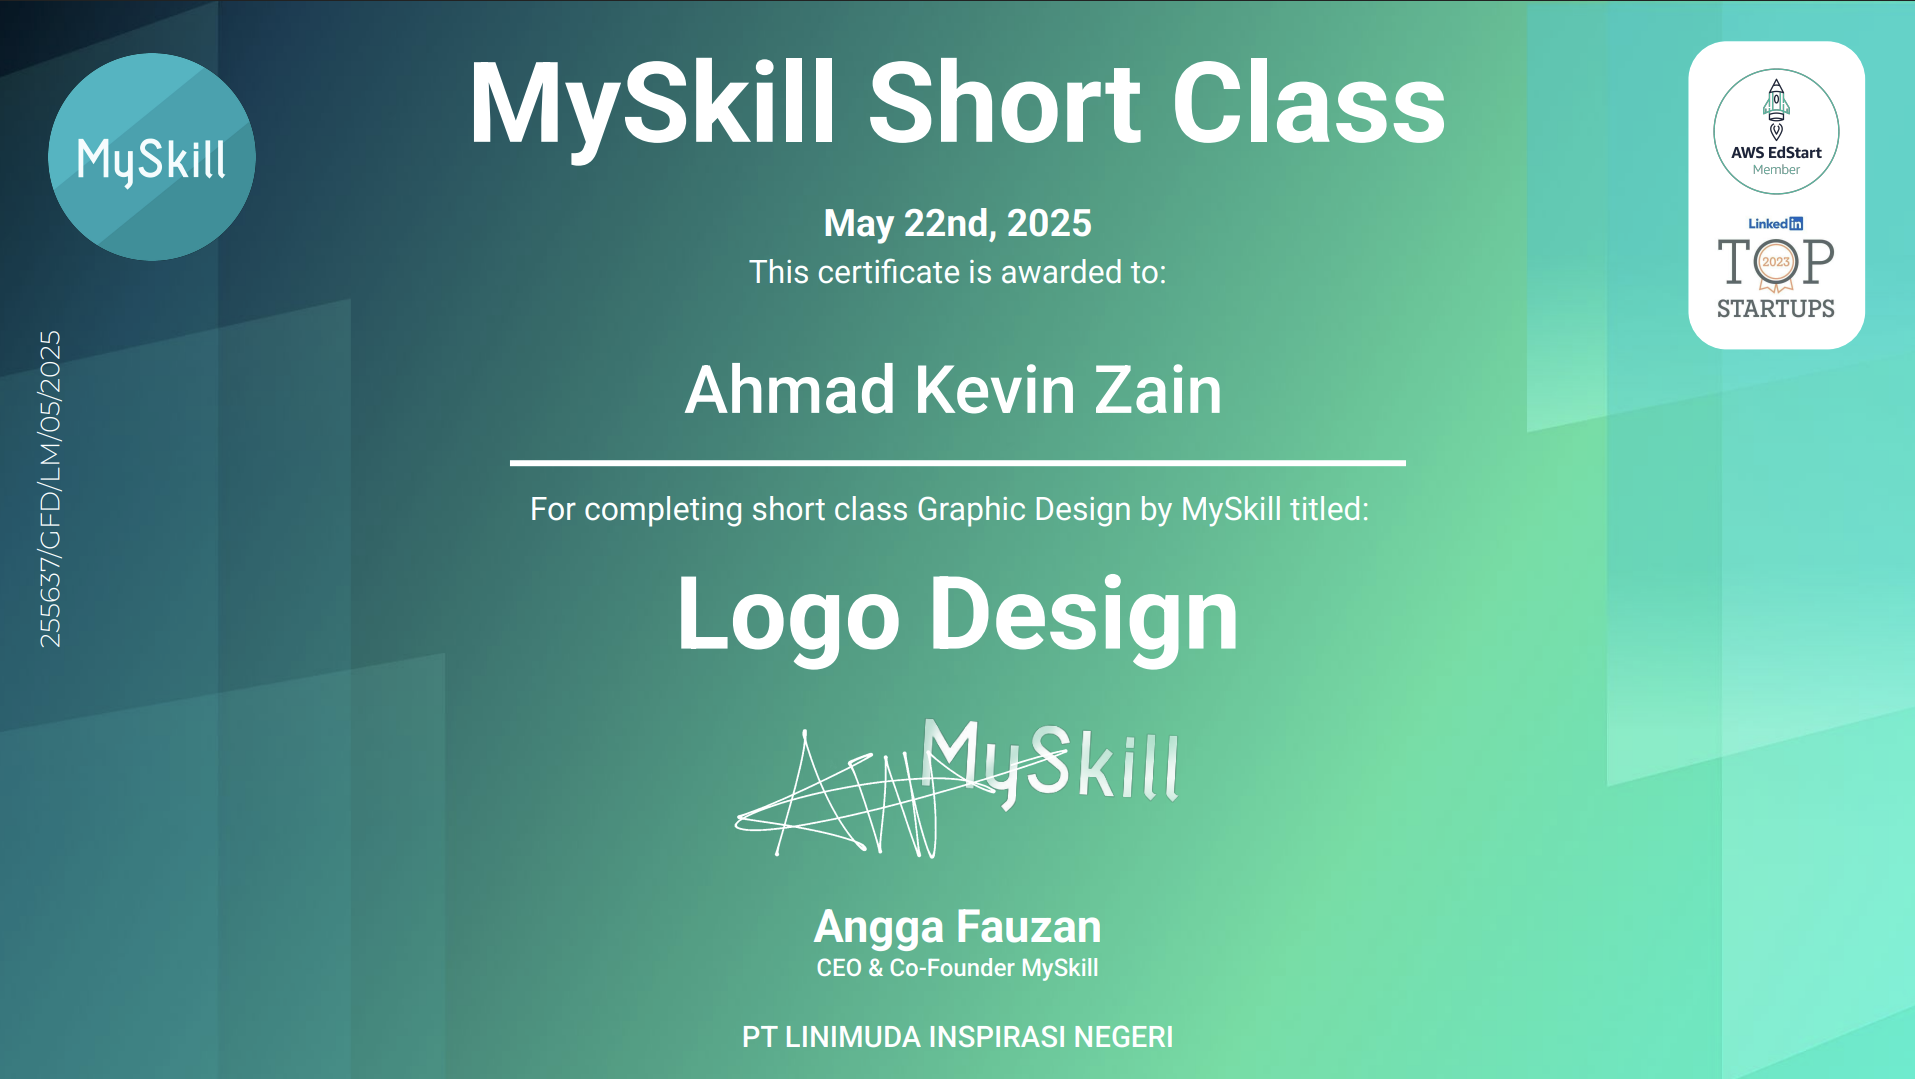 MySkill
MySkill Short Class
May 22nd, 2025
This certificate is awarded to:
Ahmad Kevin Zain
For completing short class Graphic Design by MySkill titled:
Logo Design
MySkill
Angga Fauzan
CEO & Co-Founder MySkill
PT LINIMUDA INSPIRASI NEGERI
255637/GFD/LM/05/2025
AWS EdStart
Member
Linked in
TOP
2023
STARTUPS